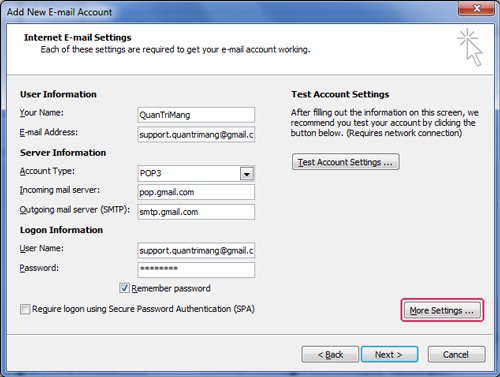 Add New E-mail Account
Internet E-mail Settings
Each of these settings are required to get your e-mail account working.
User Information
Your Name:
QuanTriMang
E-mail Address:
support.quantrimang@gmail.c
Server Information
Account Type:
POP3
Incoming mail server:
pop.gmail.com
Outgoing mail server (SMTP):
smtp.gmail.com
Logon Information
User Name:
support.quantrimang@gmail.c
Password:
********
Remember password
Require logon using Secure Password Authentication (SPA)
Test Account Settings
After filling out the information on this screen, we
recommend you test your account by clicking the
button below. (Requires network connection)
Test Account Settings ...
More Settings ...
< Back
Next >
Cancel